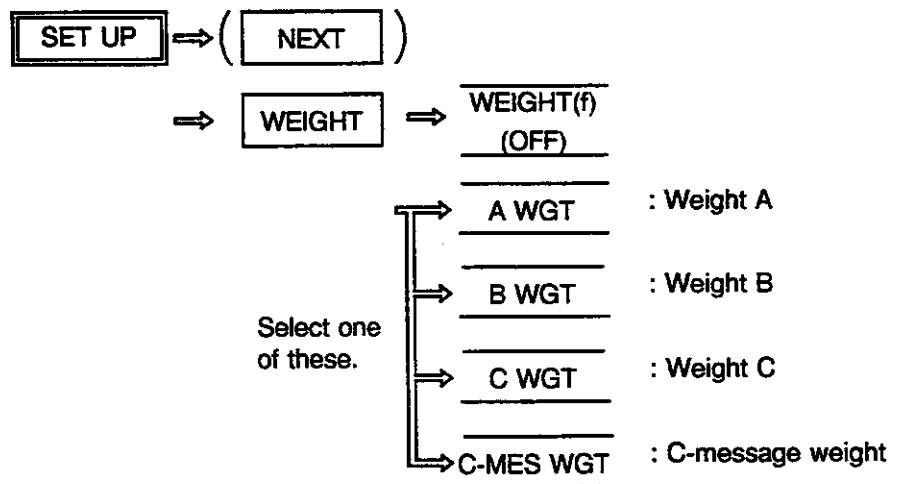 SET UP ( NEXT )
WEIGHT WEIGHT(f)
(OFF)
A WGT : Weight A
B WGT : Weight B
Select one
of these.
C WGT : Weight C
C-MES WGT : C-message weight